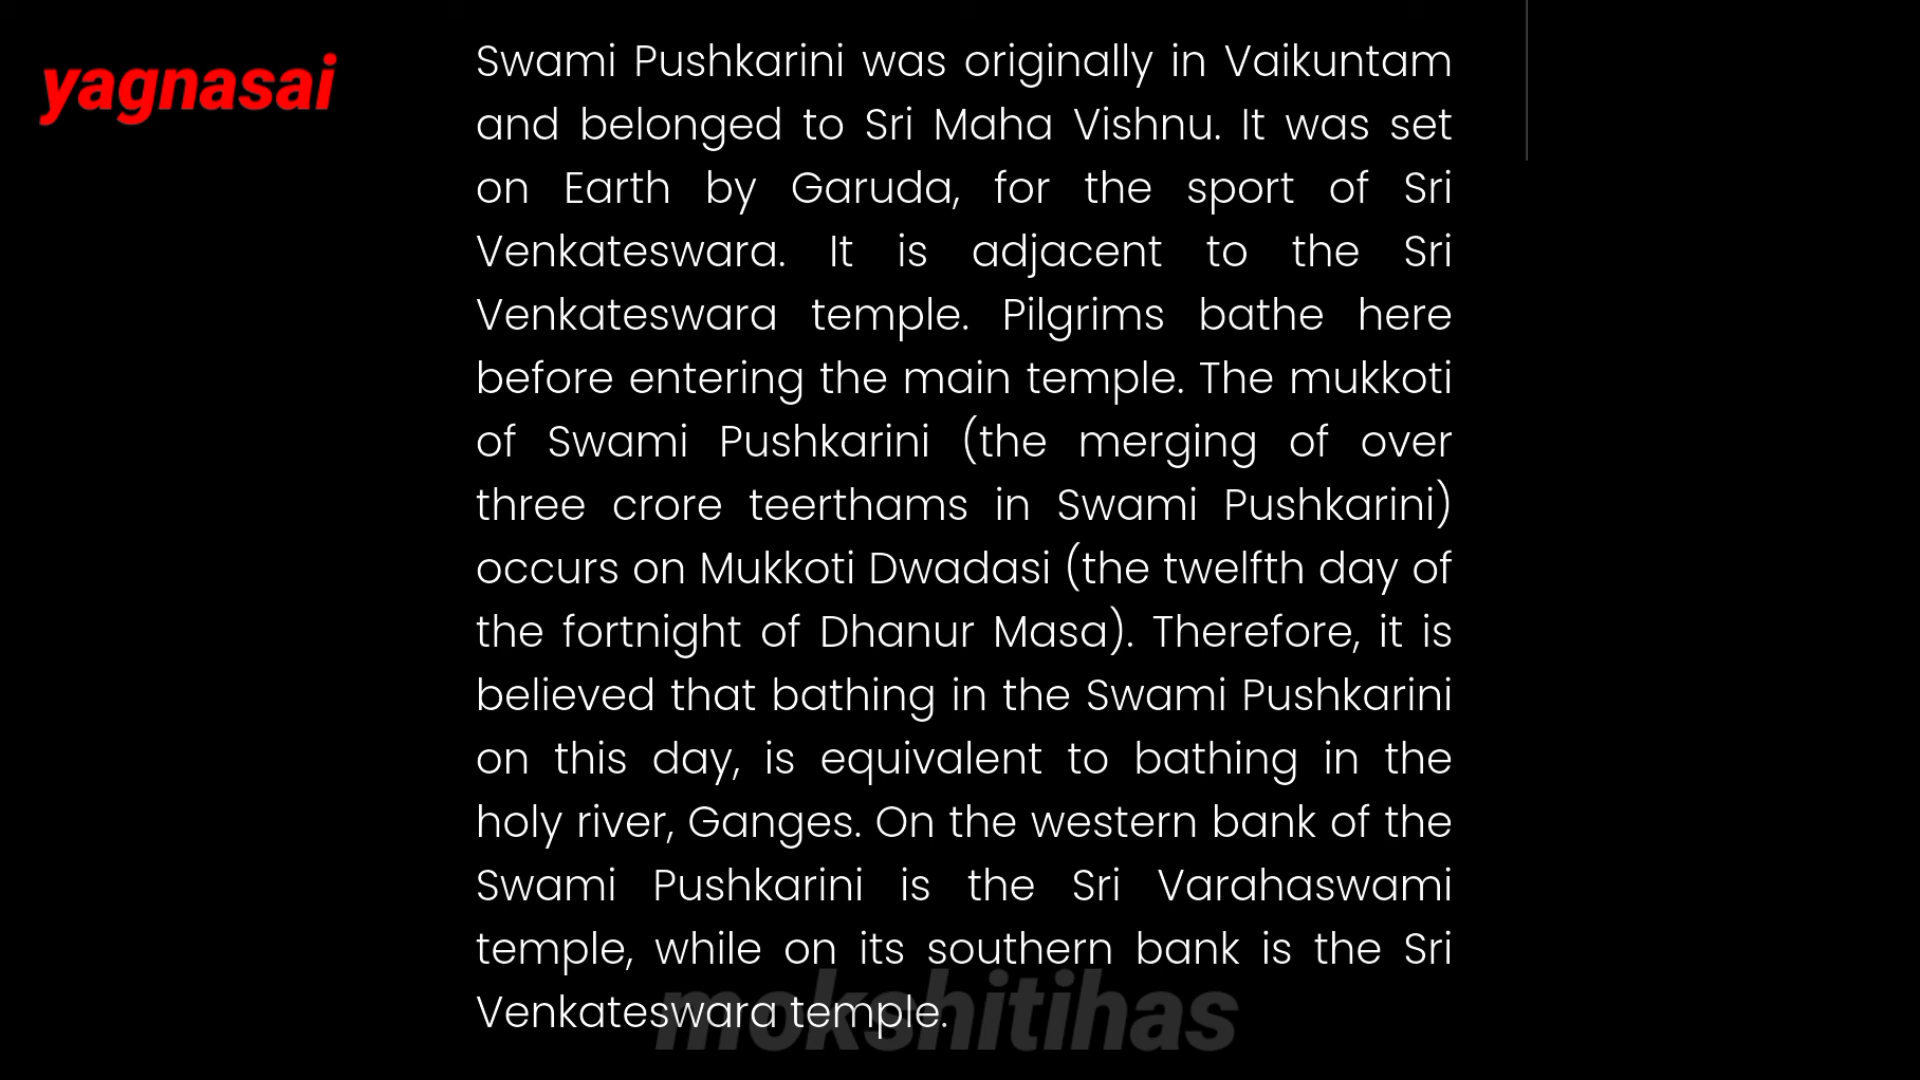 yagnasai
Swami Pushkarini was originally in Vaikuntam
and belonged to Sri Maha Vishnu. It was set
on Earth by Garuda, for the sport of Sri
Venkateswara. It is adjacent to the Sri
Venkateswara temple. Pilgrims bathe here
before entering the main temple. The mukkoti
of Swami Pushkarini (the merging of over
three crore teerthams in Swami Pushkarini)
occurs on Mukkoti Dwadasi (the twelfth day of
the fortnight of Dhanur Masa). Therefore, it is
believed that bathing in the Swami Pushkarini
on this day, is equivalent to bathing in the
holy river, Ganges. On the western bank of the
Swami Pushkarini is the Sri Varahaswami
temple, while on its southern bank is the Sri
Venkateswara temple.
mokshitihas